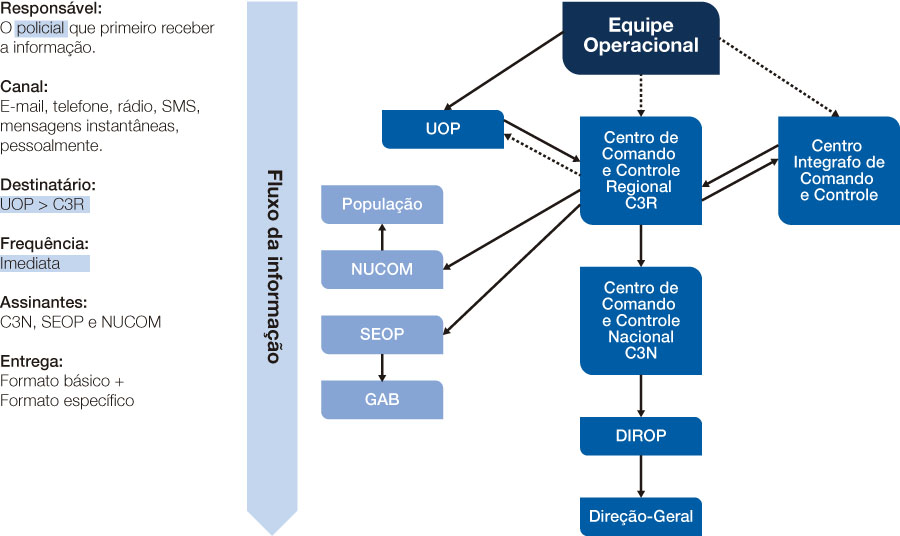 Responsável:
O policial que primeiro receber
a informação.
Canal:
E-mail, telefone, rádio, SMS,
mensagens instantâneas,
pessoalmente.
Destinatário:
UOP > C3R
Frequência:
Imediata
Assinantes:
C3N, SEOP e NUCOM
Entrega:
Formato básico +
Formato específico
Fluxo da informação
Equipe
Operacional
UOP
Centro de
Comando
e Controle
Regional
C3R
Centro
Integrafo de
Comando
e Controle
População
NUCOM
SEOP
GAB
Centro de
Comando
e Controle
Nacional
C3N
DIROP
Direção-Geral